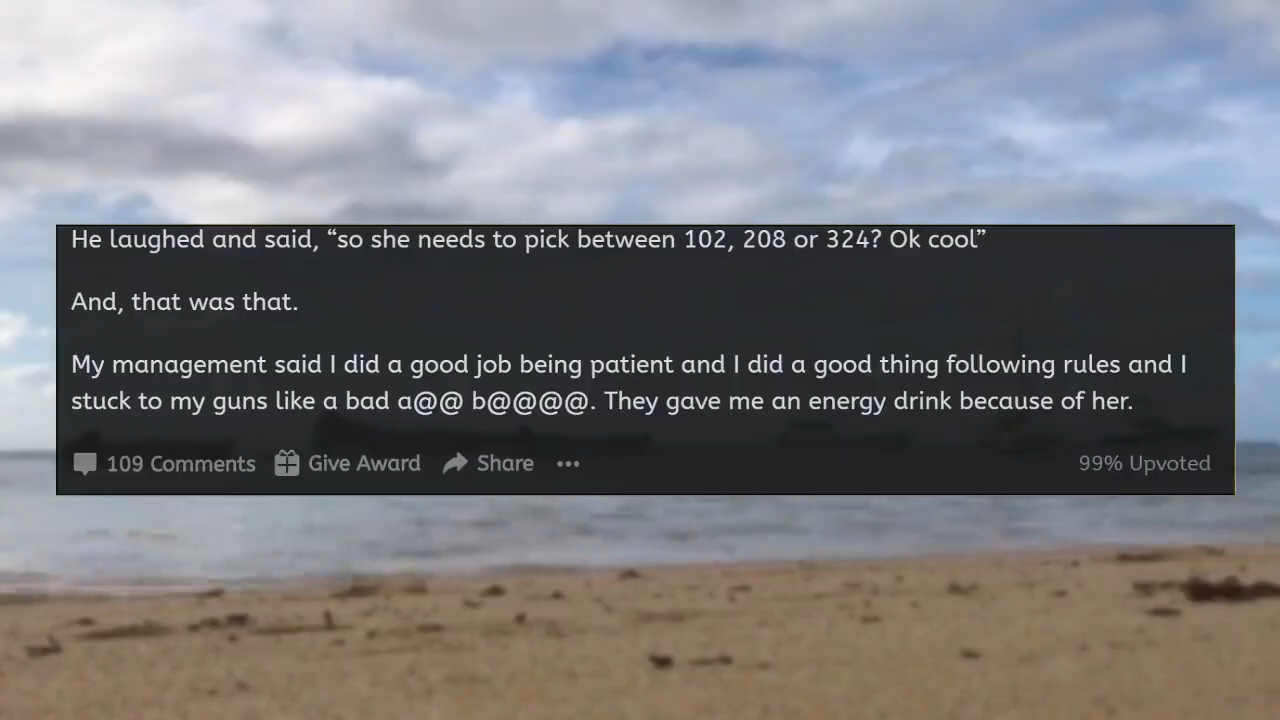 He laughed and said, “so she needs to pick between 102, 208 or 324? Ok cool”
And, that was that.
My management said I did a good job being patient and I did a good thing following rules and I
stuck to my guns like a bad a@@ b@@@@. They gave me an energy drink because of her.
109 Comments Give Award Share ••• 99% Upvoted